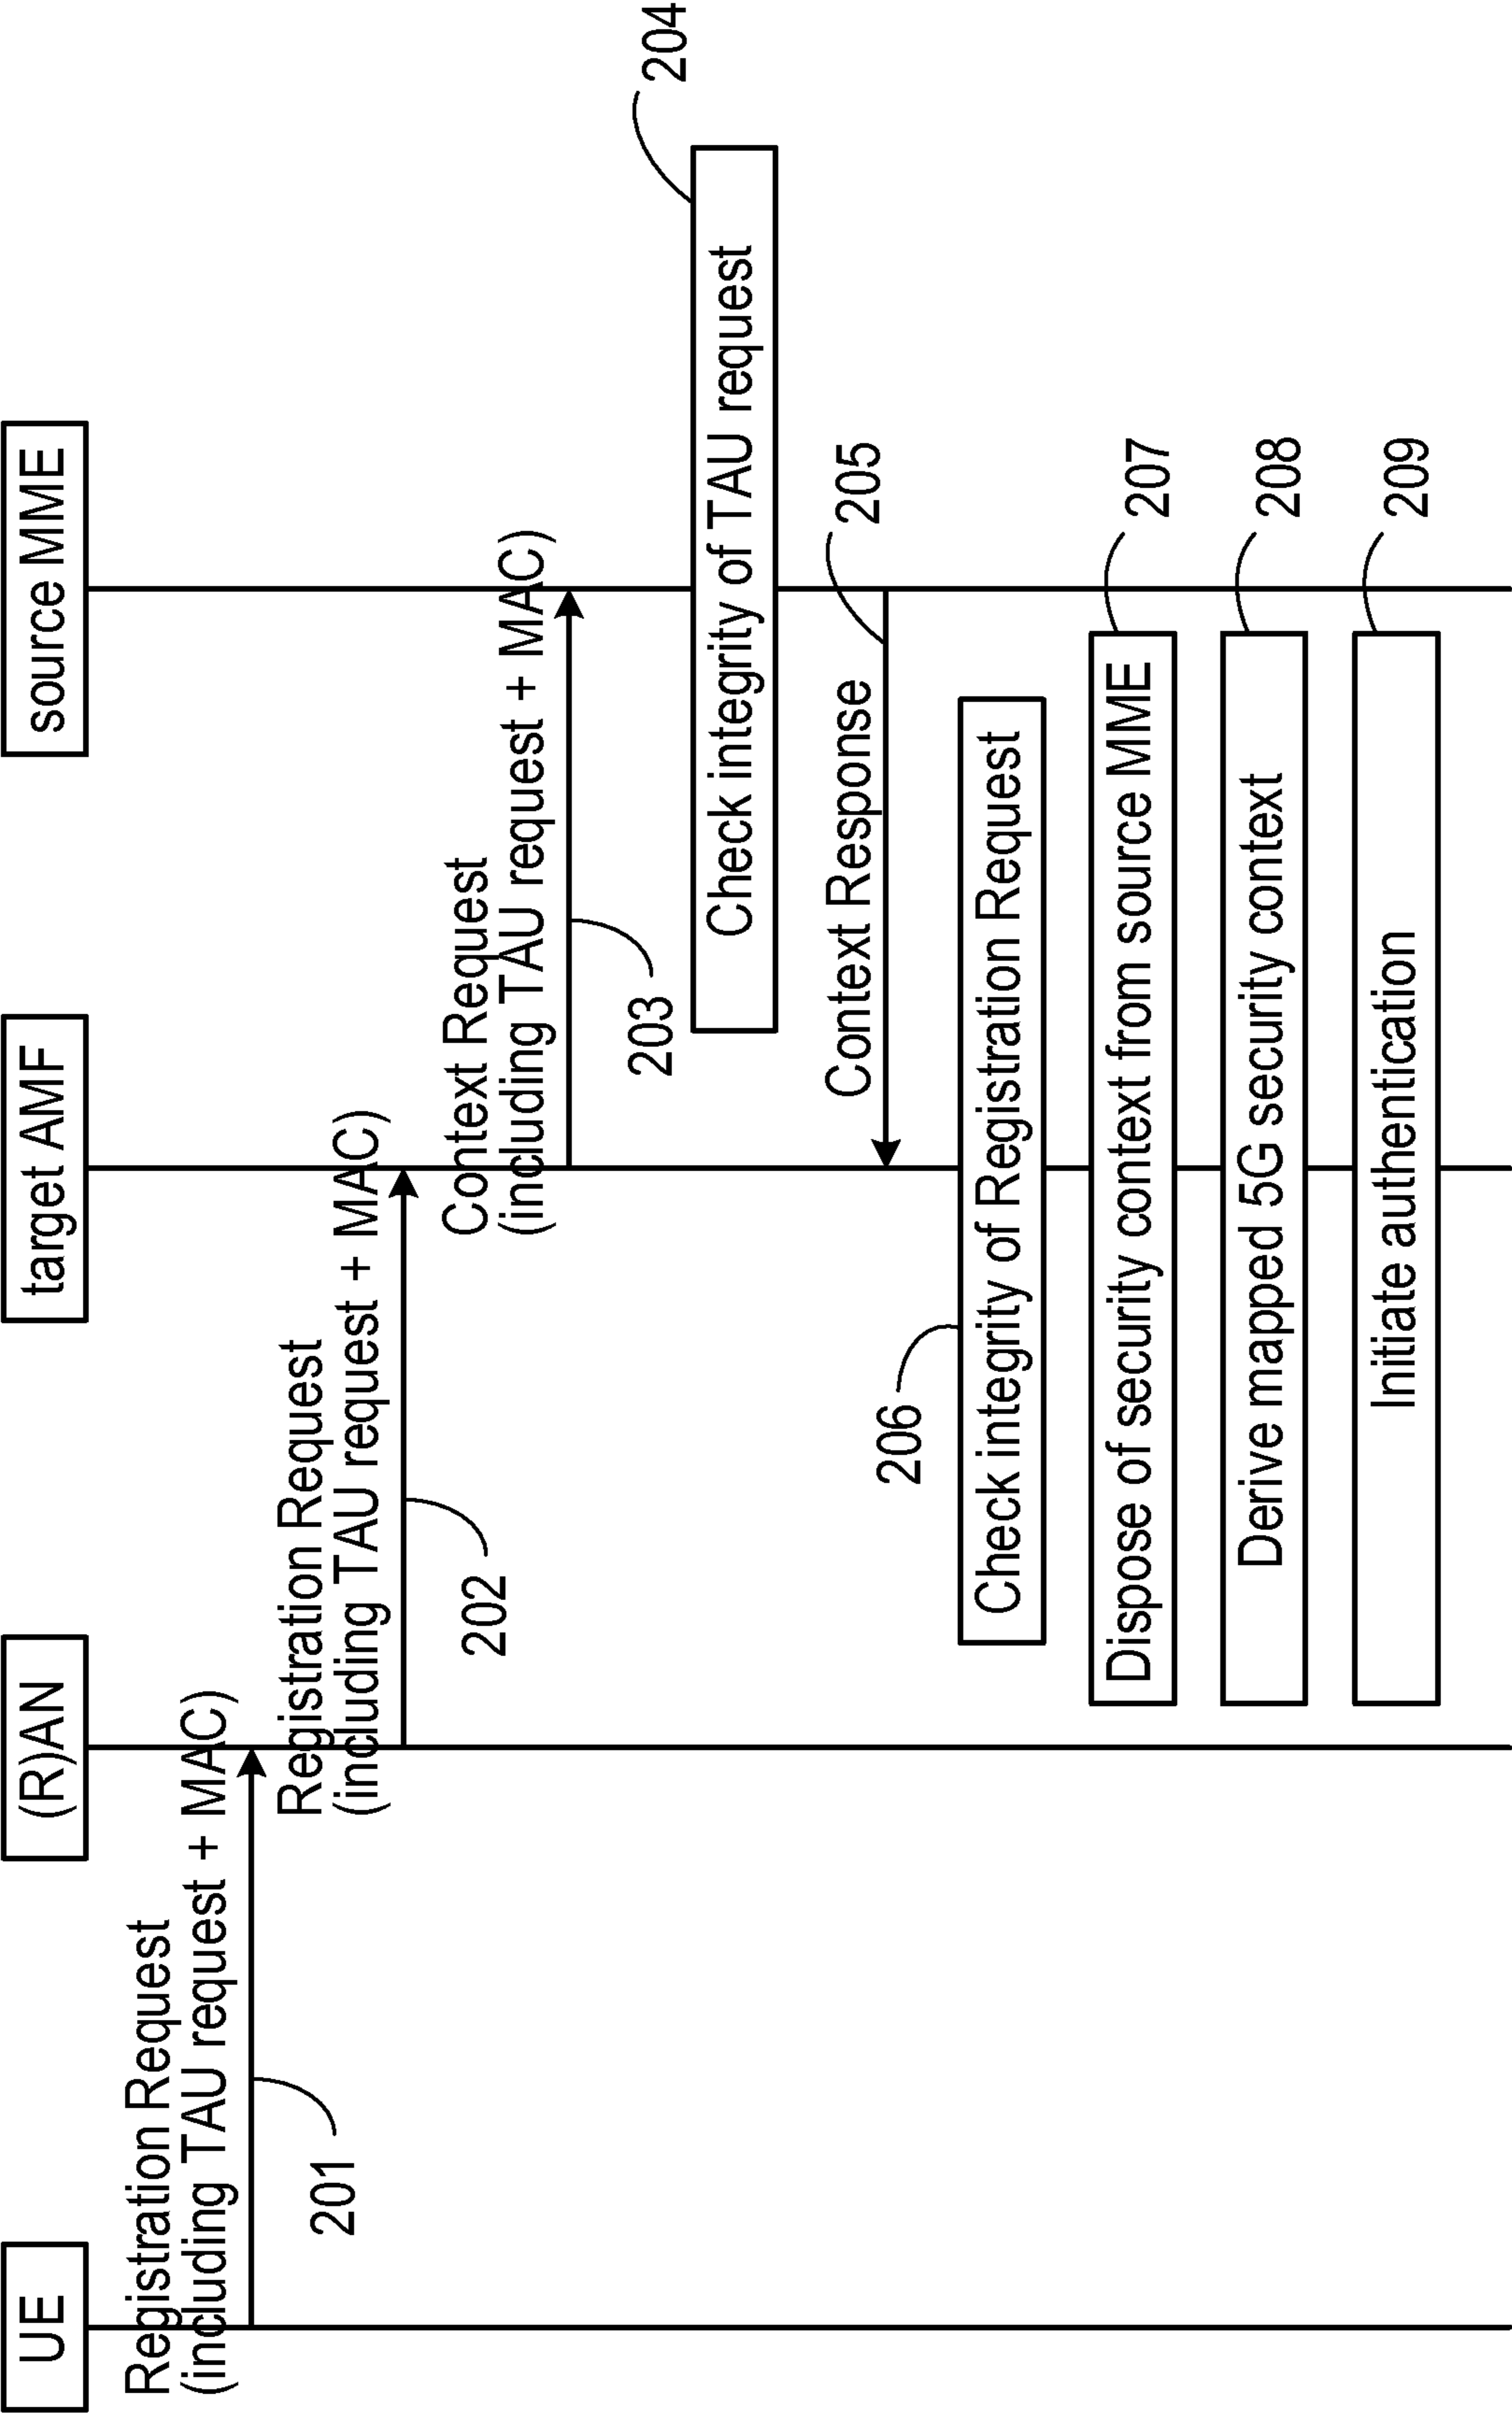 UE
(R)AN
target AMF
source MME
Registration Request
(including TAU request + MAC)
201
Registration Request
(including TAU request + MAC)
202
Context Request
(including TAU request + MAC)
203
Check integrity of TAU request
204
Context Response
205
Check integrity of Registration Request
206
Dispose of security context from source MME
207
Derive mapped 5G security context
208
Initiate authentication
209